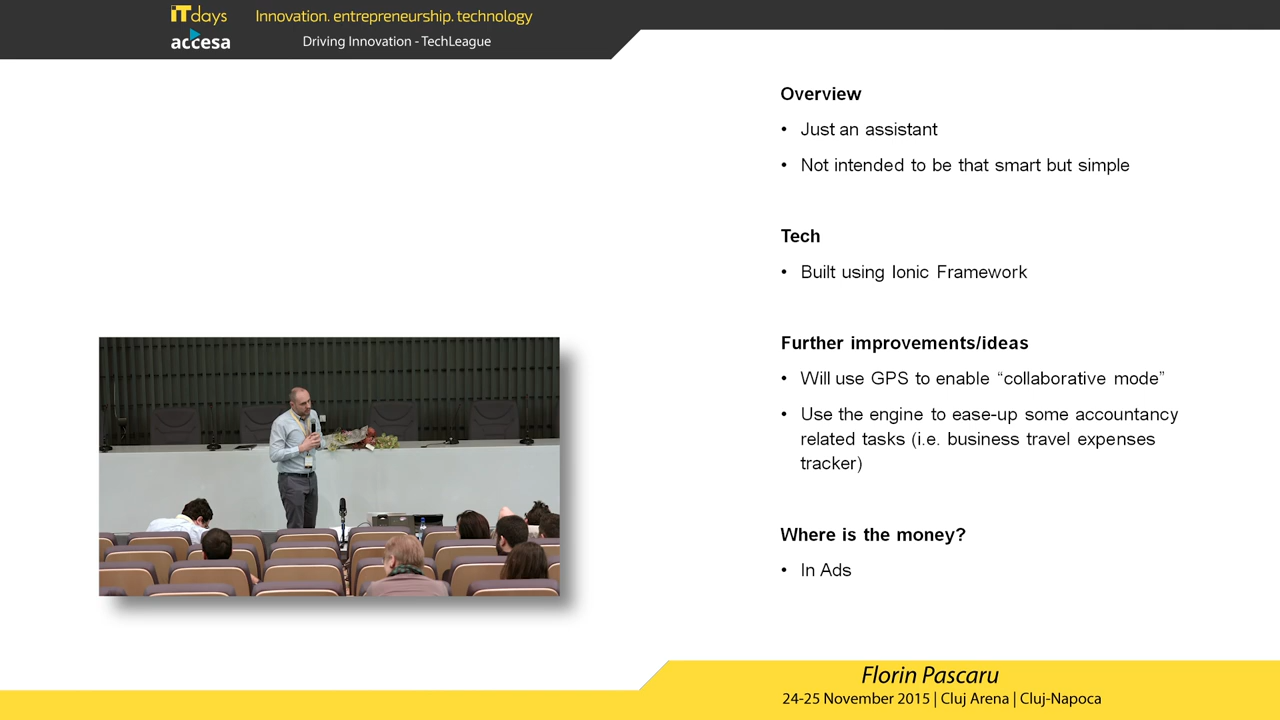 ITdays
Innovation. entrepreneurship. technology
accesa
Driving Innovation - TechLeague
Overview
• Just an assistant
• Not intended to be that smart but simple
Tech
• Built using Ionic Framework
Further improvements/ideas
• Will use GPS to enable “collaborative mode”
• Use the engine to ease-up some accountancy
related tasks (i.e. business travel expenses
tracker)
Where is the money?
• In Ads
Florin Pascaru
24-25 November 2015 | Cluj Arena | Cluj-Napoca